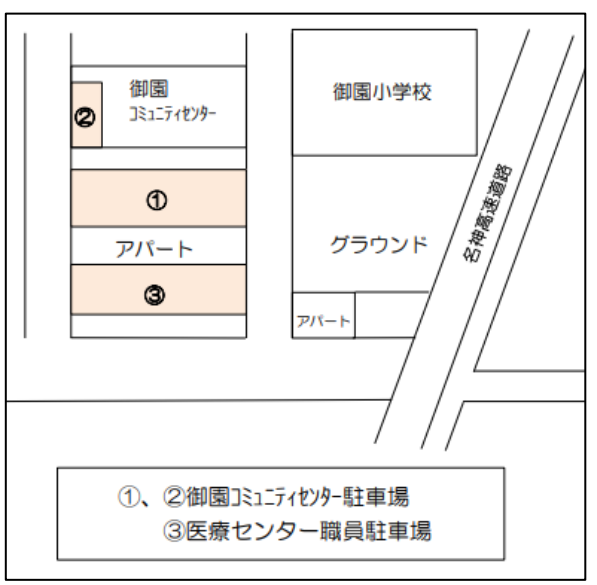 御園
ｺﾐｭﾆﾃｨｾﾝﾀｰ
②
御園小学校
①
名神高速道路
アパート
グラウンド
③
アパート
①、②御園ｺﾐｭﾆﾃｨｾﾝﾀｰ駐車場
③医療センター職員駐車場